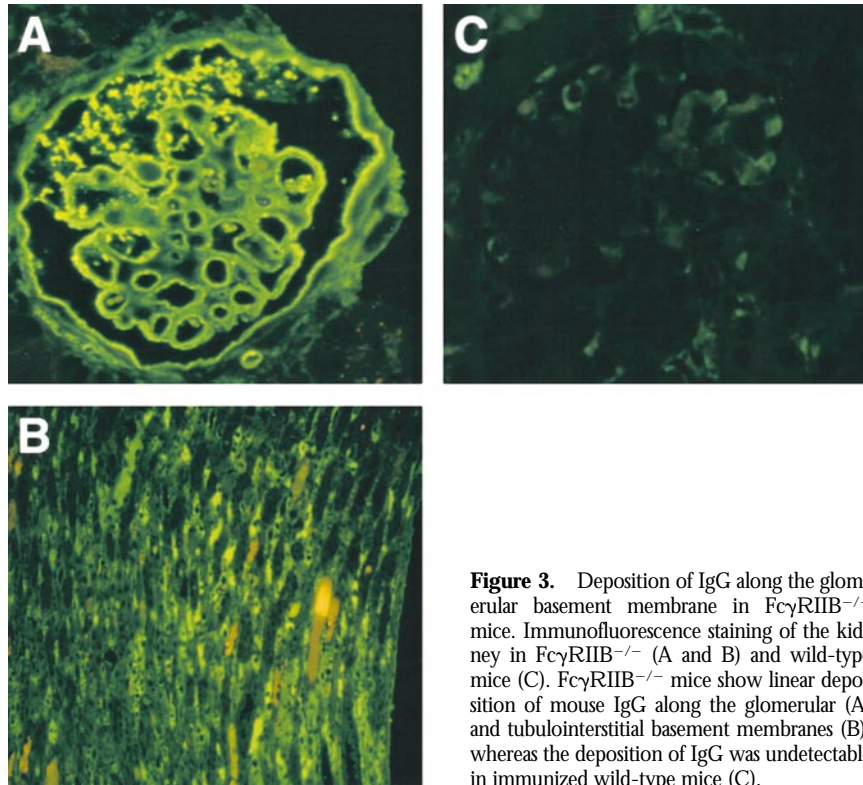 A
C
B
Figure 3. Deposition of IgG along the glom
erular basement membrane in FcγRIIB−/−
mice. Immunofluorescence staining of the kid
ney in FcγRIIB−/− (A and B) and wild-type
mice (C). FcγRIIB−/− mice show linear depo
sition of mouse IgG along the glomerular (A
and tubulointerstitial basement membranes (B)
whereas the deposition of IgG was undetectabl
in immunized wild-type mice (C).